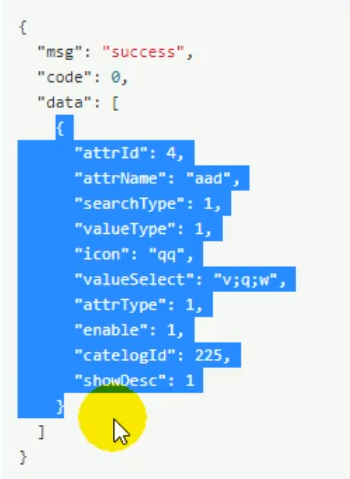 {
"msg": "success",
"code": 0,
"data": [
{
"attrId": 4,
"attrName": "aad",
"searchType": 1,
"valueType": 1,
"icon": "qq",
"valueSelect": "v;q;w",
"attrType": 1,
"enable": 1,
"catelogId": 225,
"showDesc": 1
}
]
}